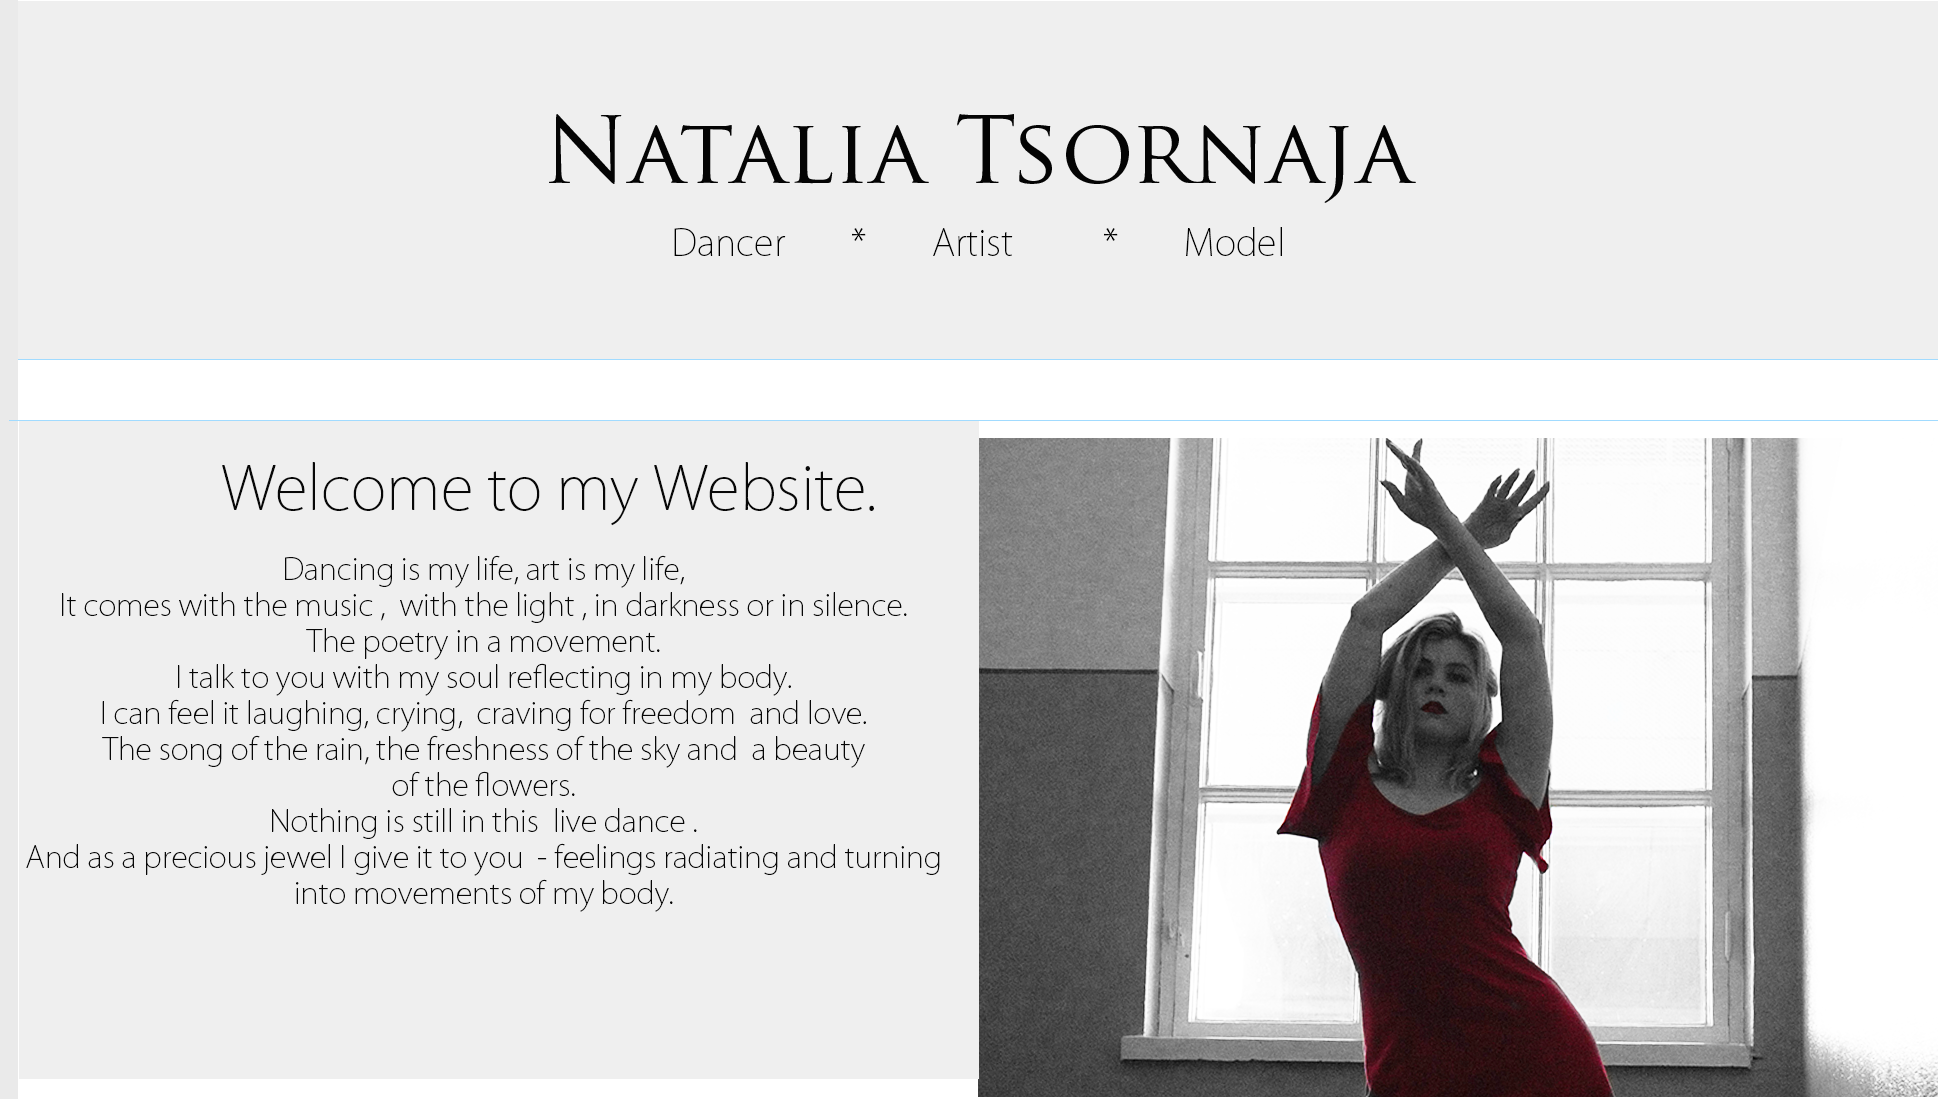 Natalia Tsornaja
Dancer * Artist * Model
Welcome to my Website.
Dancing is my life, art is my life,
It comes with the music ,  with the light , in darkness or in silence.
The poetry in a movement.
I talk to you with my soul reflecting in my body.
I can feel it laughing, crying,  craving for freedom  and love.
The song of the rain, the freshness of the sky and  a beauty
of the flowers.
Nothing is still in this  live dance .
And as a precious jewel I give it to you  - feelings radiating and turning
into movements of my body.